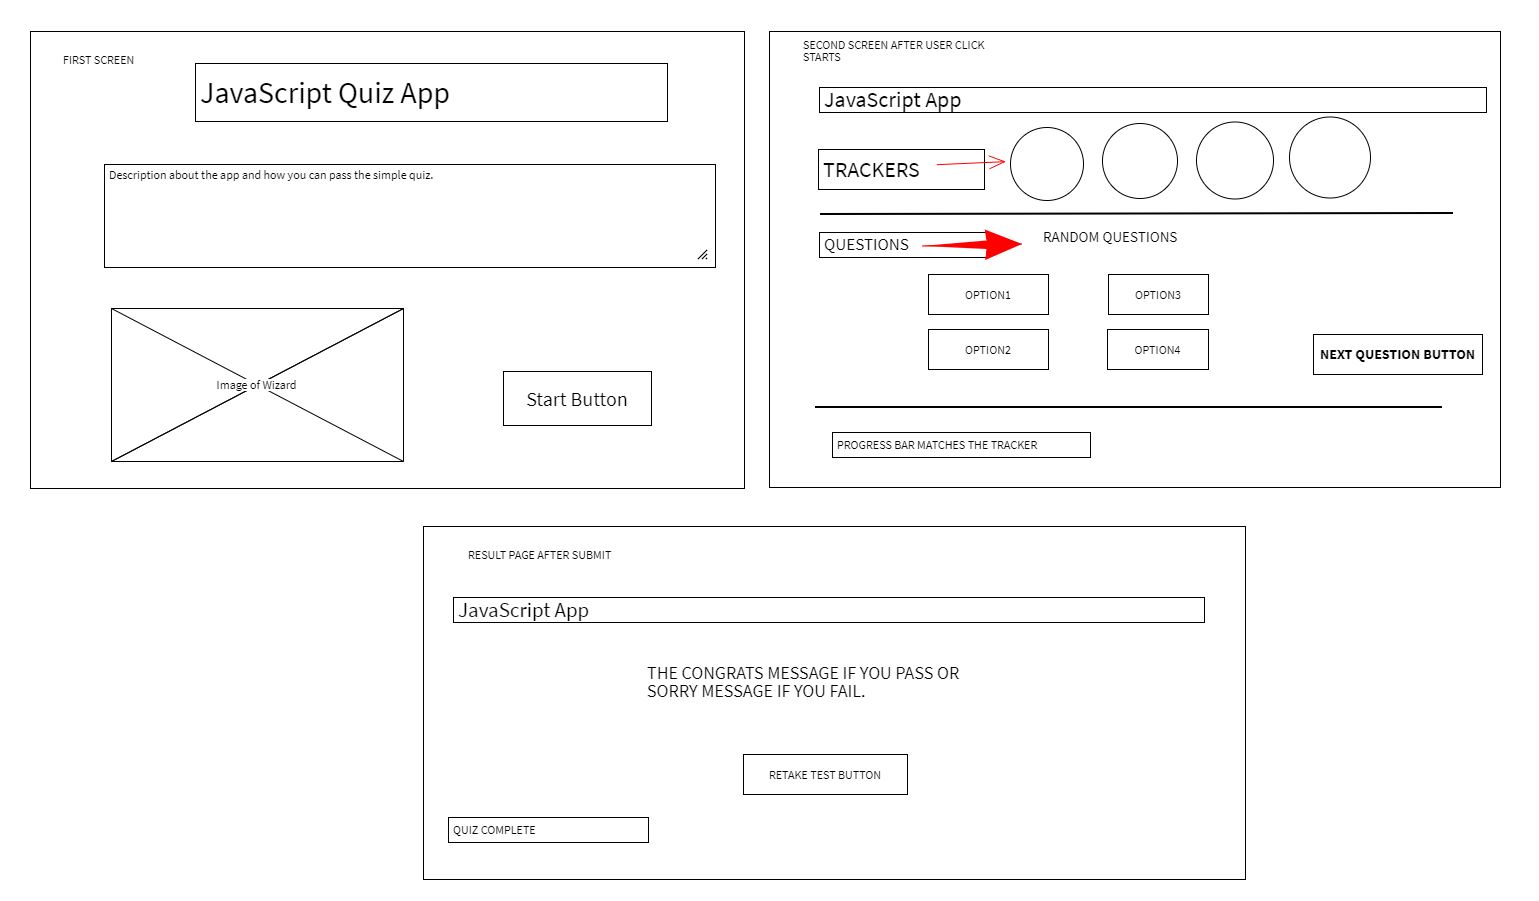 FIRST SCREEN
JavaScript Quiz App
Description about the app and how you can pass the simple quiz.
Image of Wizard
Start Button
SECOND SCREEN AFTER USER CLICK
STARTS
JavaScript App
TRACKERS
QUESTIONS
RANDOM QUESTIONS
OPTION1
OPTION3
OPTION2
OPTION4
NEXT QUESTION BUTTON
PROGRESS BAR MATCHES THE TRACKER
RESULT PAGE AFTER SUBMIT
JavaScript App
THE CONGRATS MESSAGE IF YOU PASS OR
SORRY MESSAGE IF YOU FAIL.
RETAKE TEST BUTTON
QUIZ COMPLETE